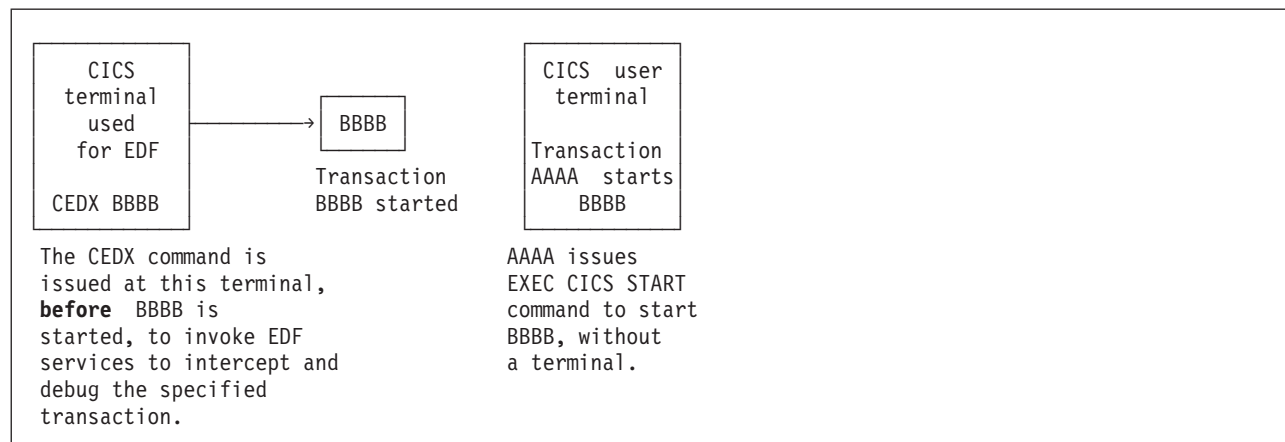 CICS
terminal
used
for EDF
CEDX BBBB
BBBB
Transaction
BBBB started
CICS user
terminal
Transaction
AAAA starts
BBBB
The CEDX command is
issued at this terminal,
before BBBB is
started, to invoke EDF
services to intercept and
debug the specified
transaction.
AAAA issues
EXEC CICS START
command to start
BBBB, without
a terminal.